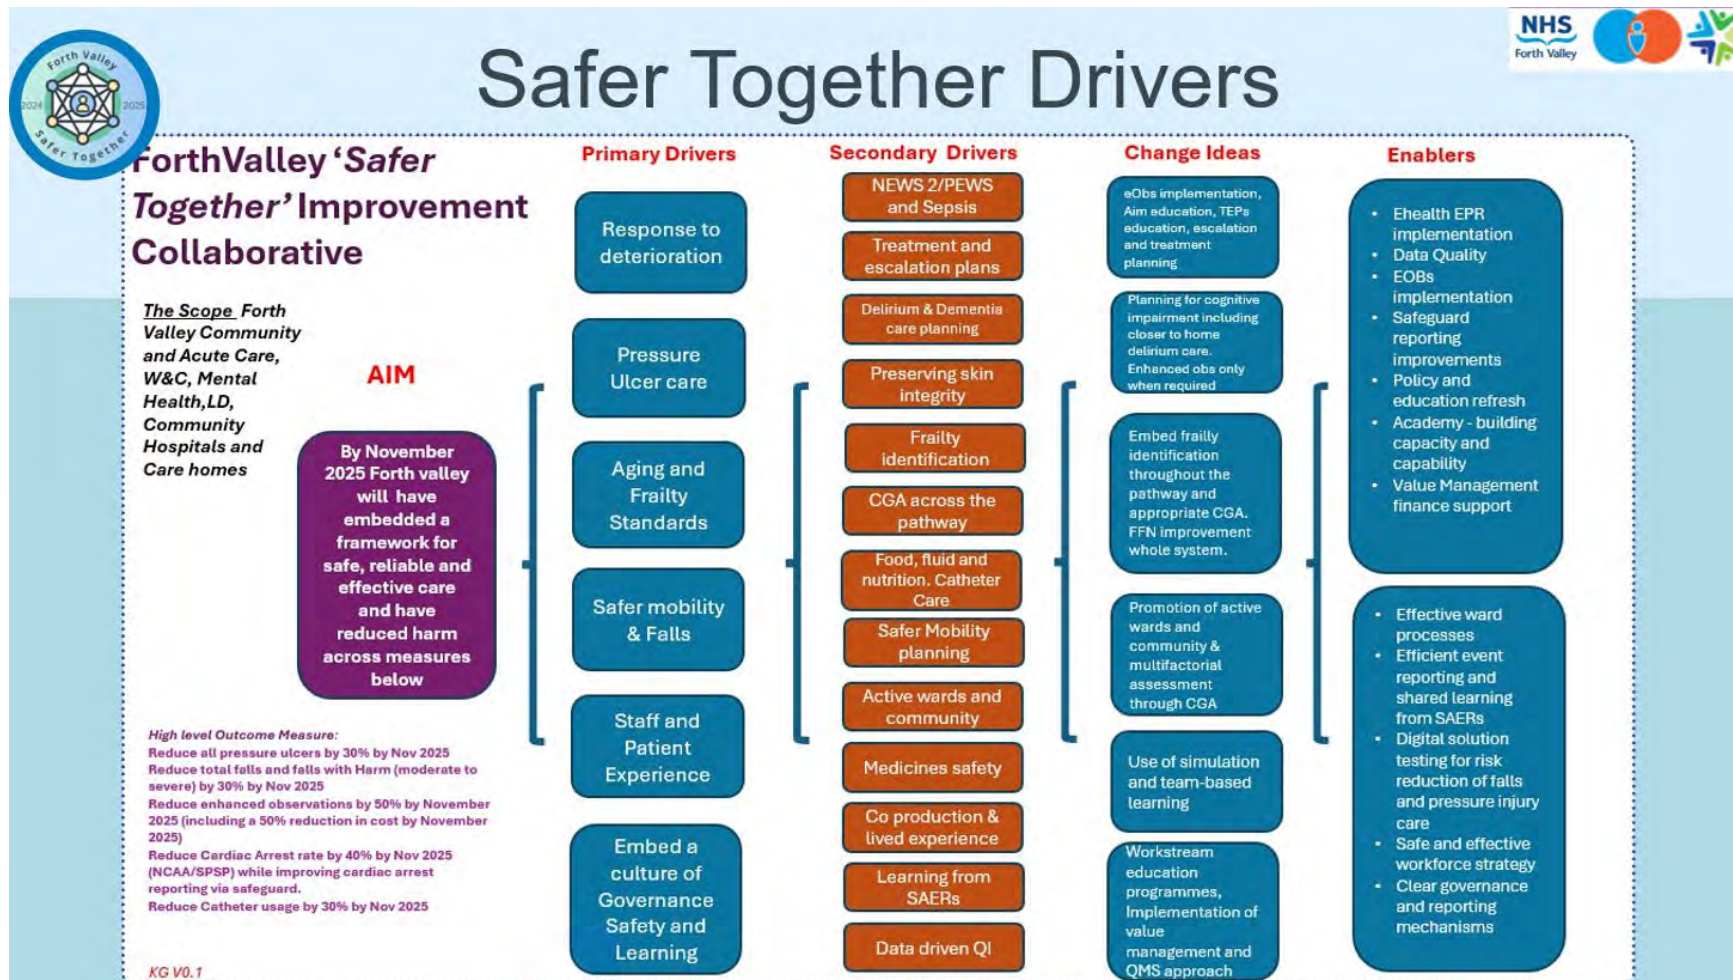 Forth Valley
2024
2025
Safer Together
Safer Together Drivers
NHS
Forth Valley
ForthValley ‘Safer
Together’ Improvement
Collaborative
The Scope Forth
Valley Community
and Acute Care,
W&C, Mental
Health,LD,
Community
Hospitals and
Care homes
AIM
By November
2025 Forth valley
will have
embedded a
framework for
safe, reliable and
effective care
and have
reduced harm
across measures
below
High level Outcome Measure:
Reduce all pressure ulcers by 30% by Nov 2025
Reduce total falls and falls with Harm (moderate to
severe) by 30% by Nov 2025
Reduce enhanced observations by 50% by November
2025 (including a 50% reduction in cost by November
2025)
Reduce Cardiac Arrest rate by 40% by Nov 2025
(NCAA/SPSP) while improving cardiac arrest
reporting via safeguard.
Reduce Catheter usage by 30% by Nov 2025
KG V0.1
Primary Drivers
Response to
deterioration
Pressure
Ulcer care
Aging and
Frailty
Standards
Safer mobility
& Falls
Staff and
Patient
Experience
Embed a
culture of
Governance
Safety and
Learning
Secondary Drivers
NEWS 2/PEWS
and Sepsis
Treatment and
escalation plans
Delirium & Dementia
care planning
Preserving skin
integrity
Frailty
identification
CGA across the
pathway
Food, fluid and
nutrition. Catheter
Care
Safer Mobility
planning
Active wards and
community
Medicines safety
Co production &
lived experience
Learning from
SAERs
Data driven QI
Change Ideas
eObs implementation,
Aim education, TEPs
education, escalation
and treatment
planning
Planning for cognitive
impairment including
closer to home
delirium care.
Enhanced obs only
when required
Embed frailly
identification
throughout the
pathway and
appropriate CGA.
FFN improvement
whole system.
Promotion of active
wards and
community &
multifactorial
assessment
through CGA
Use of simulation
and team-based
learning
Workstream
education
programmes,
Implementation of
value
management and
QMS approach
Enablers
• Ehealth EPR
implementation
• Data Quality
• EOBs
implementation
• Safeguard
reporting
improvements
• Policy and
education refresh
• Academy - building
capacity and
capability
• Value Management
finance support
• Effective ward
processes
• Efficient event
reporting and
shared learning
from SAERs
• Digital solution
testing for risk
reduction of falls
and pressure injury
care
• Safe and effective
workforce strategy
• Clear governance
and reporting
mechanisms